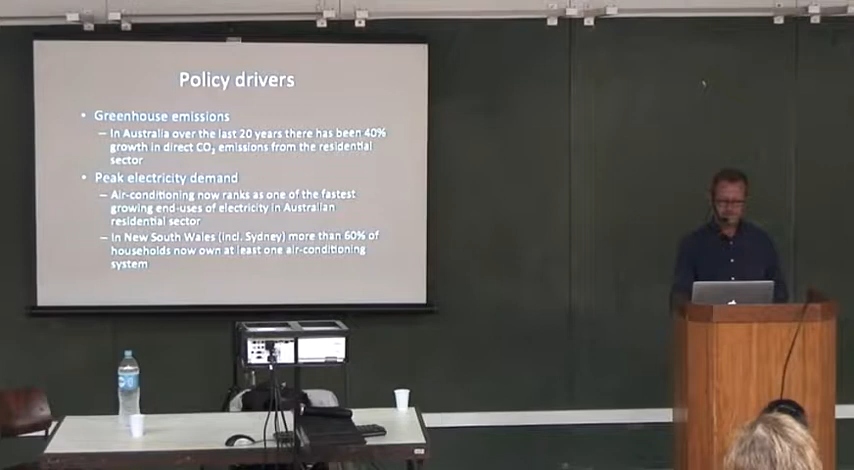 Policy drivers
• Greenhouse emissions
– In Australia over the last 20 years there has been 40%
growth in direct CO₂ emissions from the residential
sector
• Peak electricity demand
– Air-conditioning now ranks as one of the fastest
growing end-uses of electricity in Australian
residential sector
– In New South Wales (incl. Sydney) more than 60% of
households now own at least one air-conditioning
system